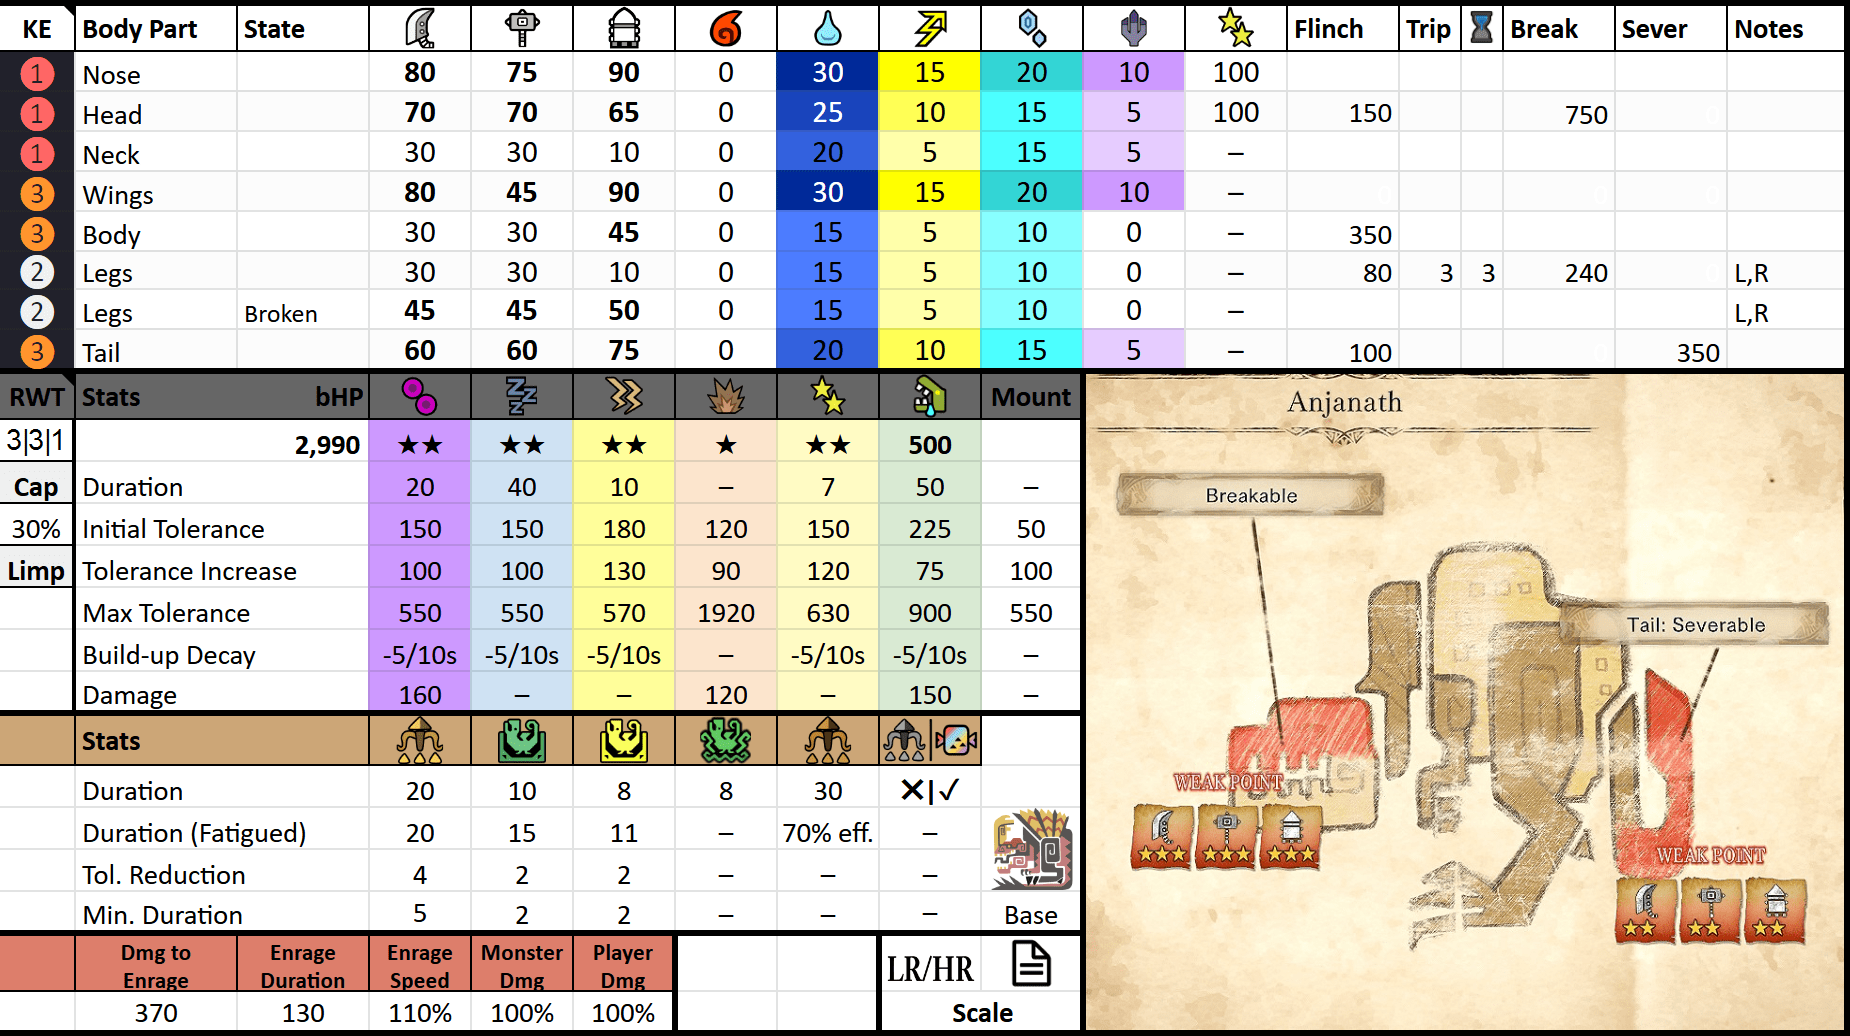 KE Body Part State Flinch Trip Break Sever Notes
1 Nose 80 75 90 0 30 15 20 10 100
1 Head 70 70 65 0 25 10 15 5 100 150 750
1 Neck 30 30 10 0 20 5 15 5 –
3 Wings 80 45 90 0 30 15 20 10 –
3 Body 30 30 45 0 15 5 10 0 – 350
2 Legs 30 30 10 0 15 5 10 0 – 80 3 3 240 L,R
2 Legs Broken 45 45 50 0 15 5 10 0 – L,R
3 Tail 60 60 75 0 20 10 15 5 – 100 350
RWT Stats bHP Mount
3|3|1 2,990 ★★ ★★ ★★ ★ ★★ 500
Cap Duration 20 40 10 – 7 50 –
30% Initial Tolerance 150 150 180 120 150 225 50
Limp Tolerance Increase 100 100 130 90 120 75 100
Max Tolerance 550 550 570 1920 630 900 550
Build-up Decay -5/10s -5/10s -5/10s – -5/10s -5/10s –
Damage 160 – – 120 – 150 –
Stats
Duration 20 10 8 8 30 ✕|✓
Duration (Fatigued) 20 15 11 – 70% eff. –
Tol. Reduction 4 2 2 – – –
Min. Duration 5 2 2 – – – Base
Dmg to Enrage Enrage Duration Enrage Speed Monster Dmg Player Dmg LR/HR
370 130 110% 100% 100% Scale
Anjanath
Breakable
Tail: Severable
WEAK POINT
WEAK POINT